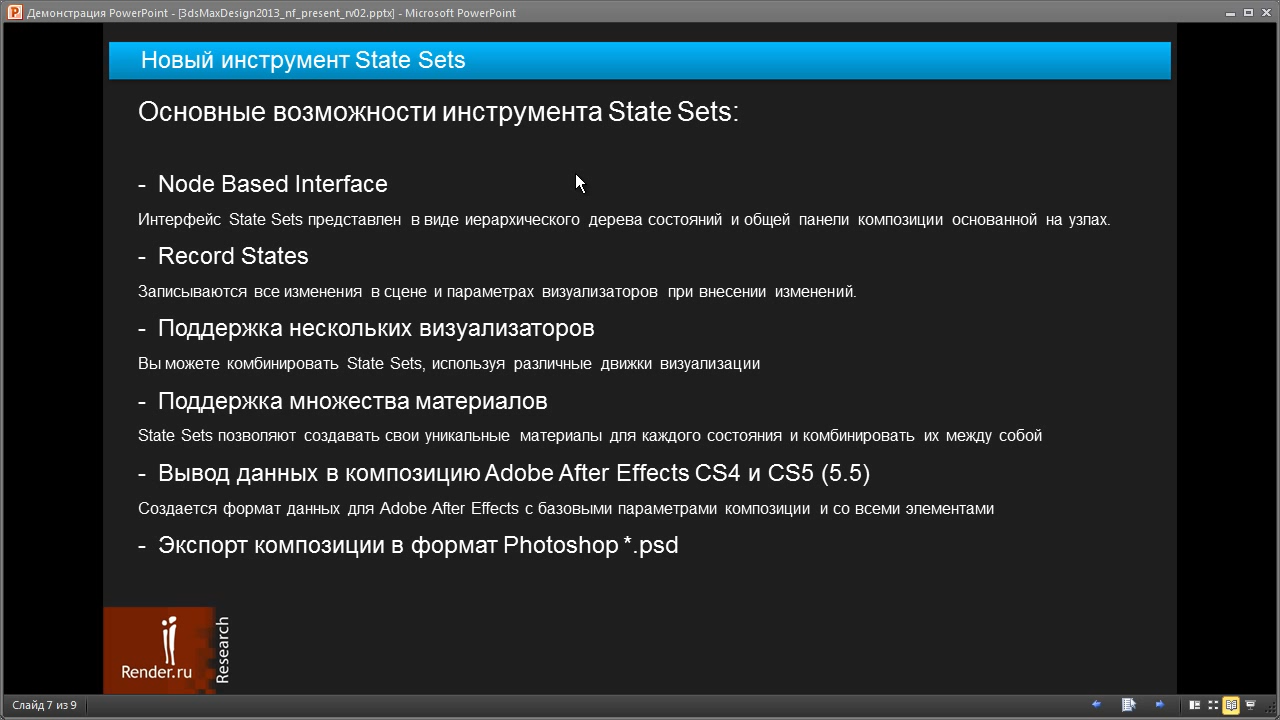 Демонстрация PowerPoint - [3dsMaxDesign2013_nf_present_rv02.pptx] - Microsoft PowerPoint
Новый инструмент State Sets
Основные возможности инструмента State Sets:
- Node Based Interface
Интерфейс State Sets представлен в виде иерархического дерева состояний и общей панели композиции основанной на узлах.
- Record States
Записываются все изменения в сцене и параметрах визуализаторов при внесении изменений.
- Поддержка нескольких визуализаторов
Вы можете комбинировать State Sets, используя различные движки визуализации
- Поддержка множества материалов
State Sets позволяют создавать свои уникальные материалы для каждого состояния и комбинировать их между собой
- Вывод данных в композицию Adobe After Effects CS4 и CS5 (5.5)
Создается формат данных для Adobe After Effects с базовыми параметрами композиции и со всеми элементами
- Экспорт композиции в формат Photoshop *.psd
Render.ru
Research
Слайд 7 из 9